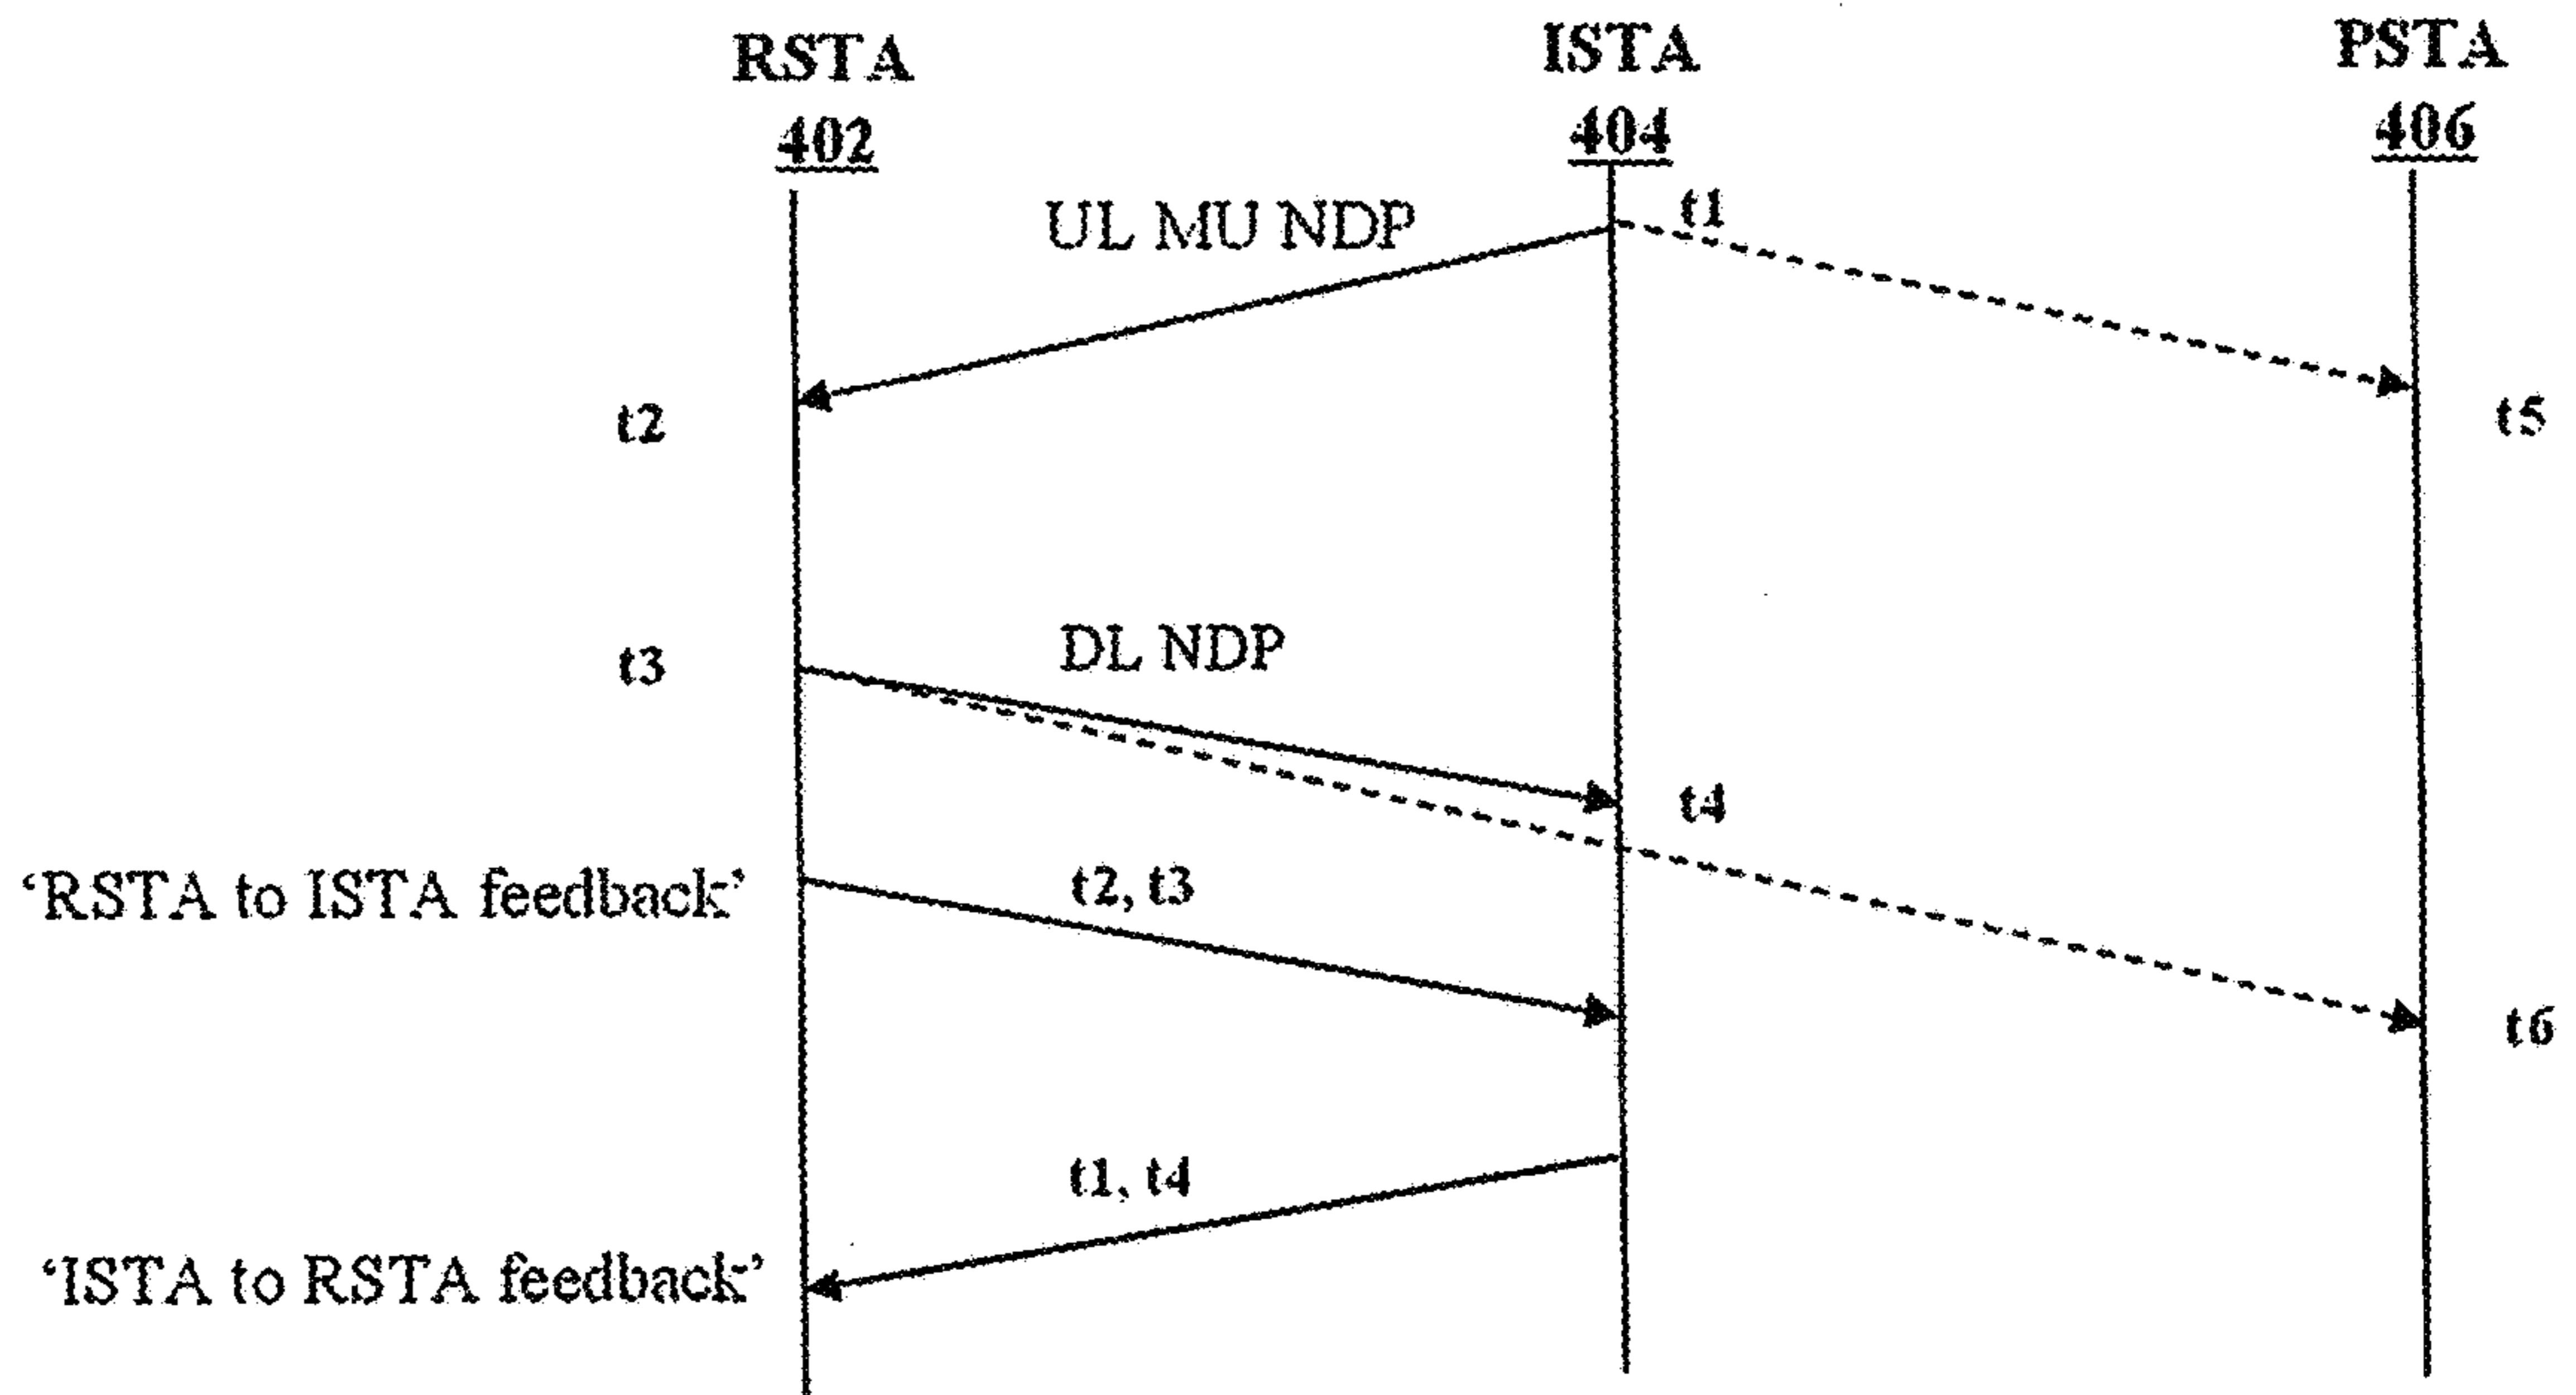 RSTA
402
ISTA
404
PSTA
406
UL MU NDP
t1
t2
t5
t3
DL NDP
t4
‘RSTA to ISTA feedback’
t2, t3
t6
t1, t4
‘ISTA to RSTA feedback’